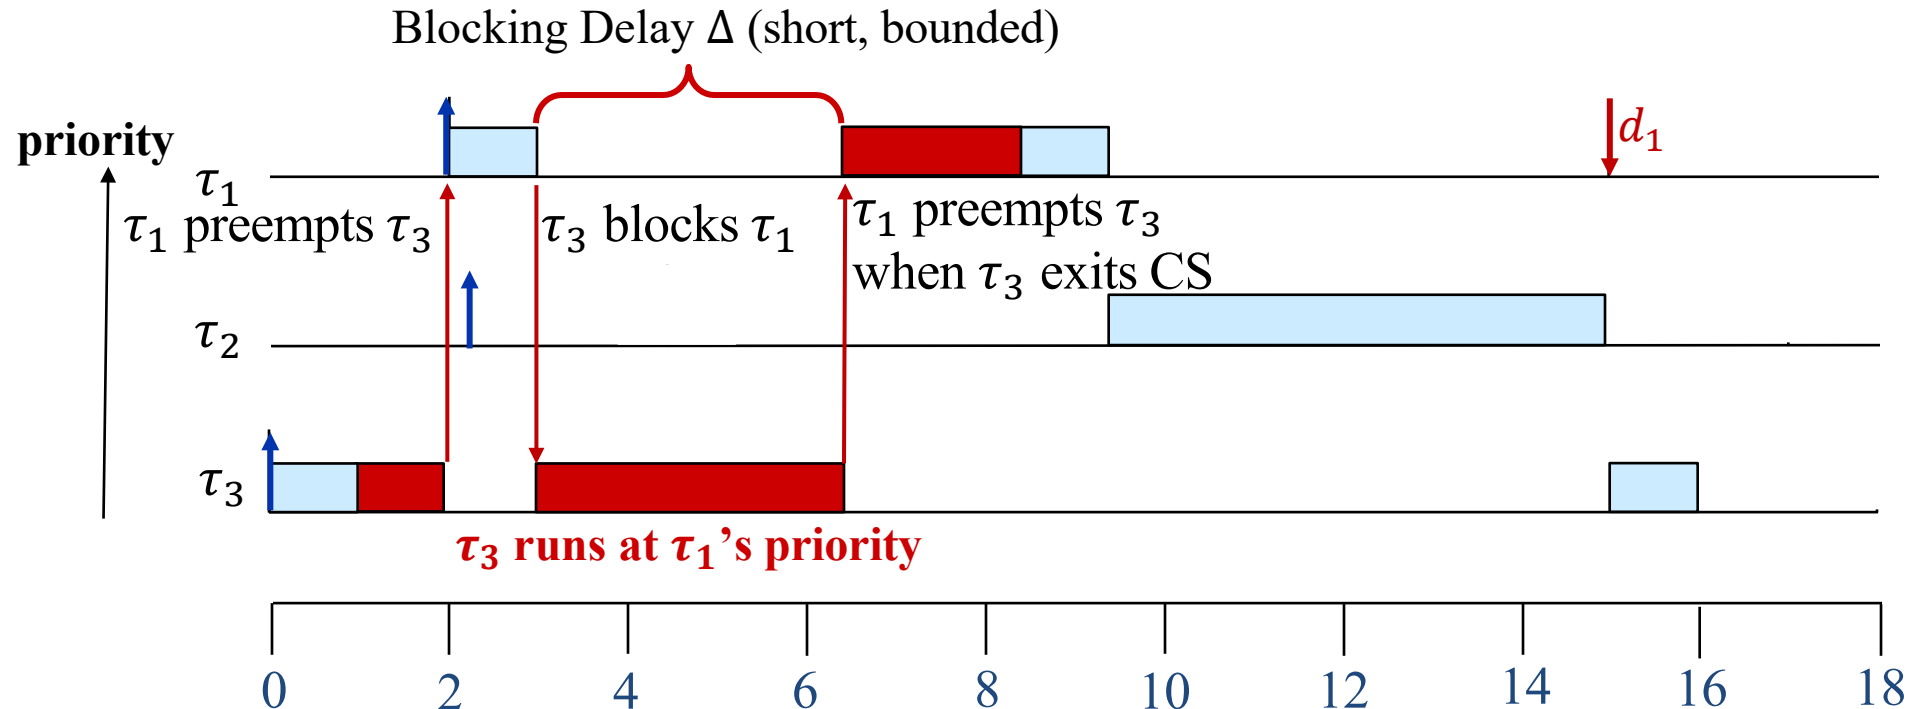 Blocking Delay Δ (short, bounded)
priority
d₁
τ₁
τ₁ preempts τ₃
τ₃ blocks τ₁
τ₁ preempts τ₃
when τ₃ exits CS
τ₂
τ₃
τ₃ runs at τ₁’s priority
0 2 4 6 8 10 12 14 16 18